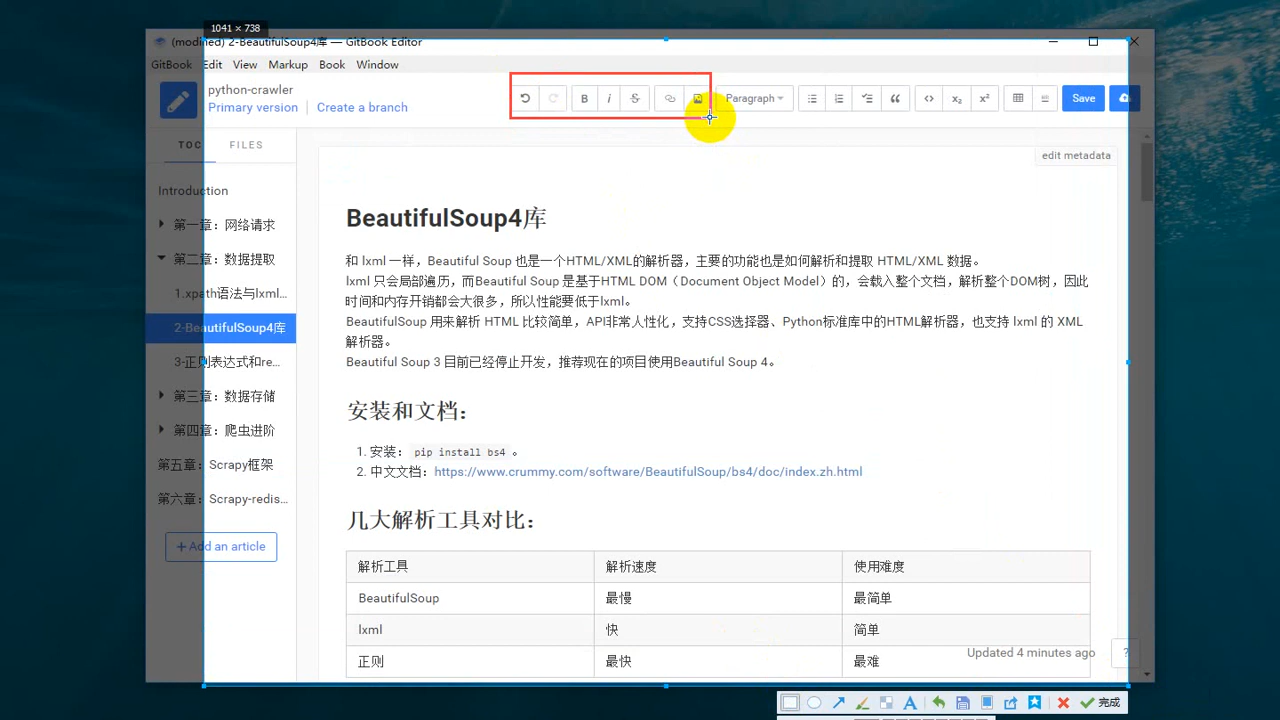 1041 × 738
(modified) 2-BeautifulSoup4库 — GitBook Editor
GitBook Edit View Markup Book Window
python-crawler
Primary version Create a branch
B i S Paragraph x₂ x² Save
TOC FILES
edit metadata
Introduction
第一章：网络请求
第二章：数据提取
1.xpath语法与lxml...
2-BeautifulSoup4库
3-正则表达式和re...
第三章：数据存储
第四章：爬虫进阶
第五章：Scrapy框架
第六章：Scrapy-redis...
+ Add an article
BeautifulSoup4库
和 lxml 一样，Beautiful Soup 也是一个HTML/XML的解析器，主要的功能也是如何解析和提取 HTML/XML 数据。
lxml 只会局部遍历，而Beautiful Soup 是基于HTML DOM（Document Object Model）的，会载入整个文档，解析整个DOM树，因此
时间和内存开销都会大很多，所以性能要低于lxml。
BeautifulSoup 用来解析 HTML 比较简单，API非常人性化，支持CSS选择器、Python标准库中的HTML解析器，也支持 lxml 的 XML
解析器。
Beautiful Soup 3 目前已经停止开发，推荐现在的项目使用Beautiful Soup 4。
安装和文档：
1. 安装： pip install bs4 。
2. 中文文档：https://www.crummy.com/software/BeautifulSoup/bs4/doc/index.zh.html
几大解析工具对比：
解析工具 解析速度 使用难度
BeautifulSoup 最慢 最简单
lxml 快 简单
正则 最快 最难
Updated 4 minutes ago ?
A 完成